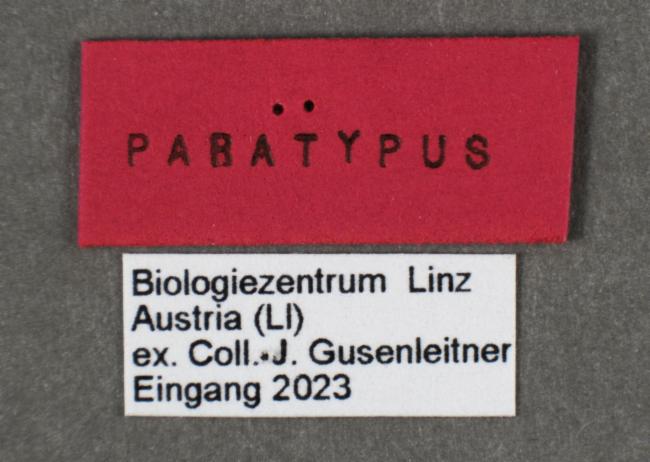 PARATYPUS
Biologiezentrum Linz
Austria (LI)
ex. Coll. J. Gusenleitner
Eingang 2023